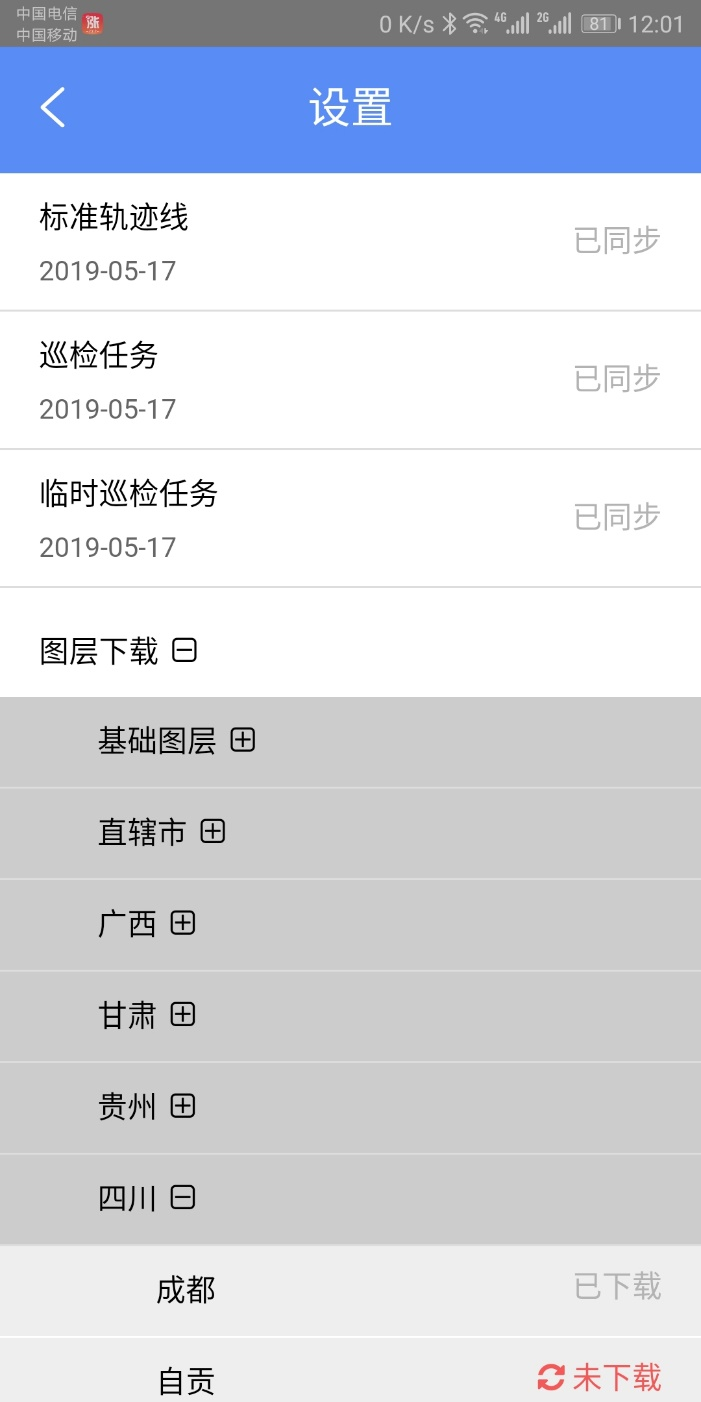 中国电信
中国移动
涨
0 K/s 4G 2G 81 12:01
设置
标准轨迹线
已同步
2019-05-17
巡检任务
已同步
2019-05-17
临时巡检任务
已同步
2019-05-17
图层下载
基础图层
直辖市
广西
甘肃
贵州
四川
成都
已下载
自贡
未下载